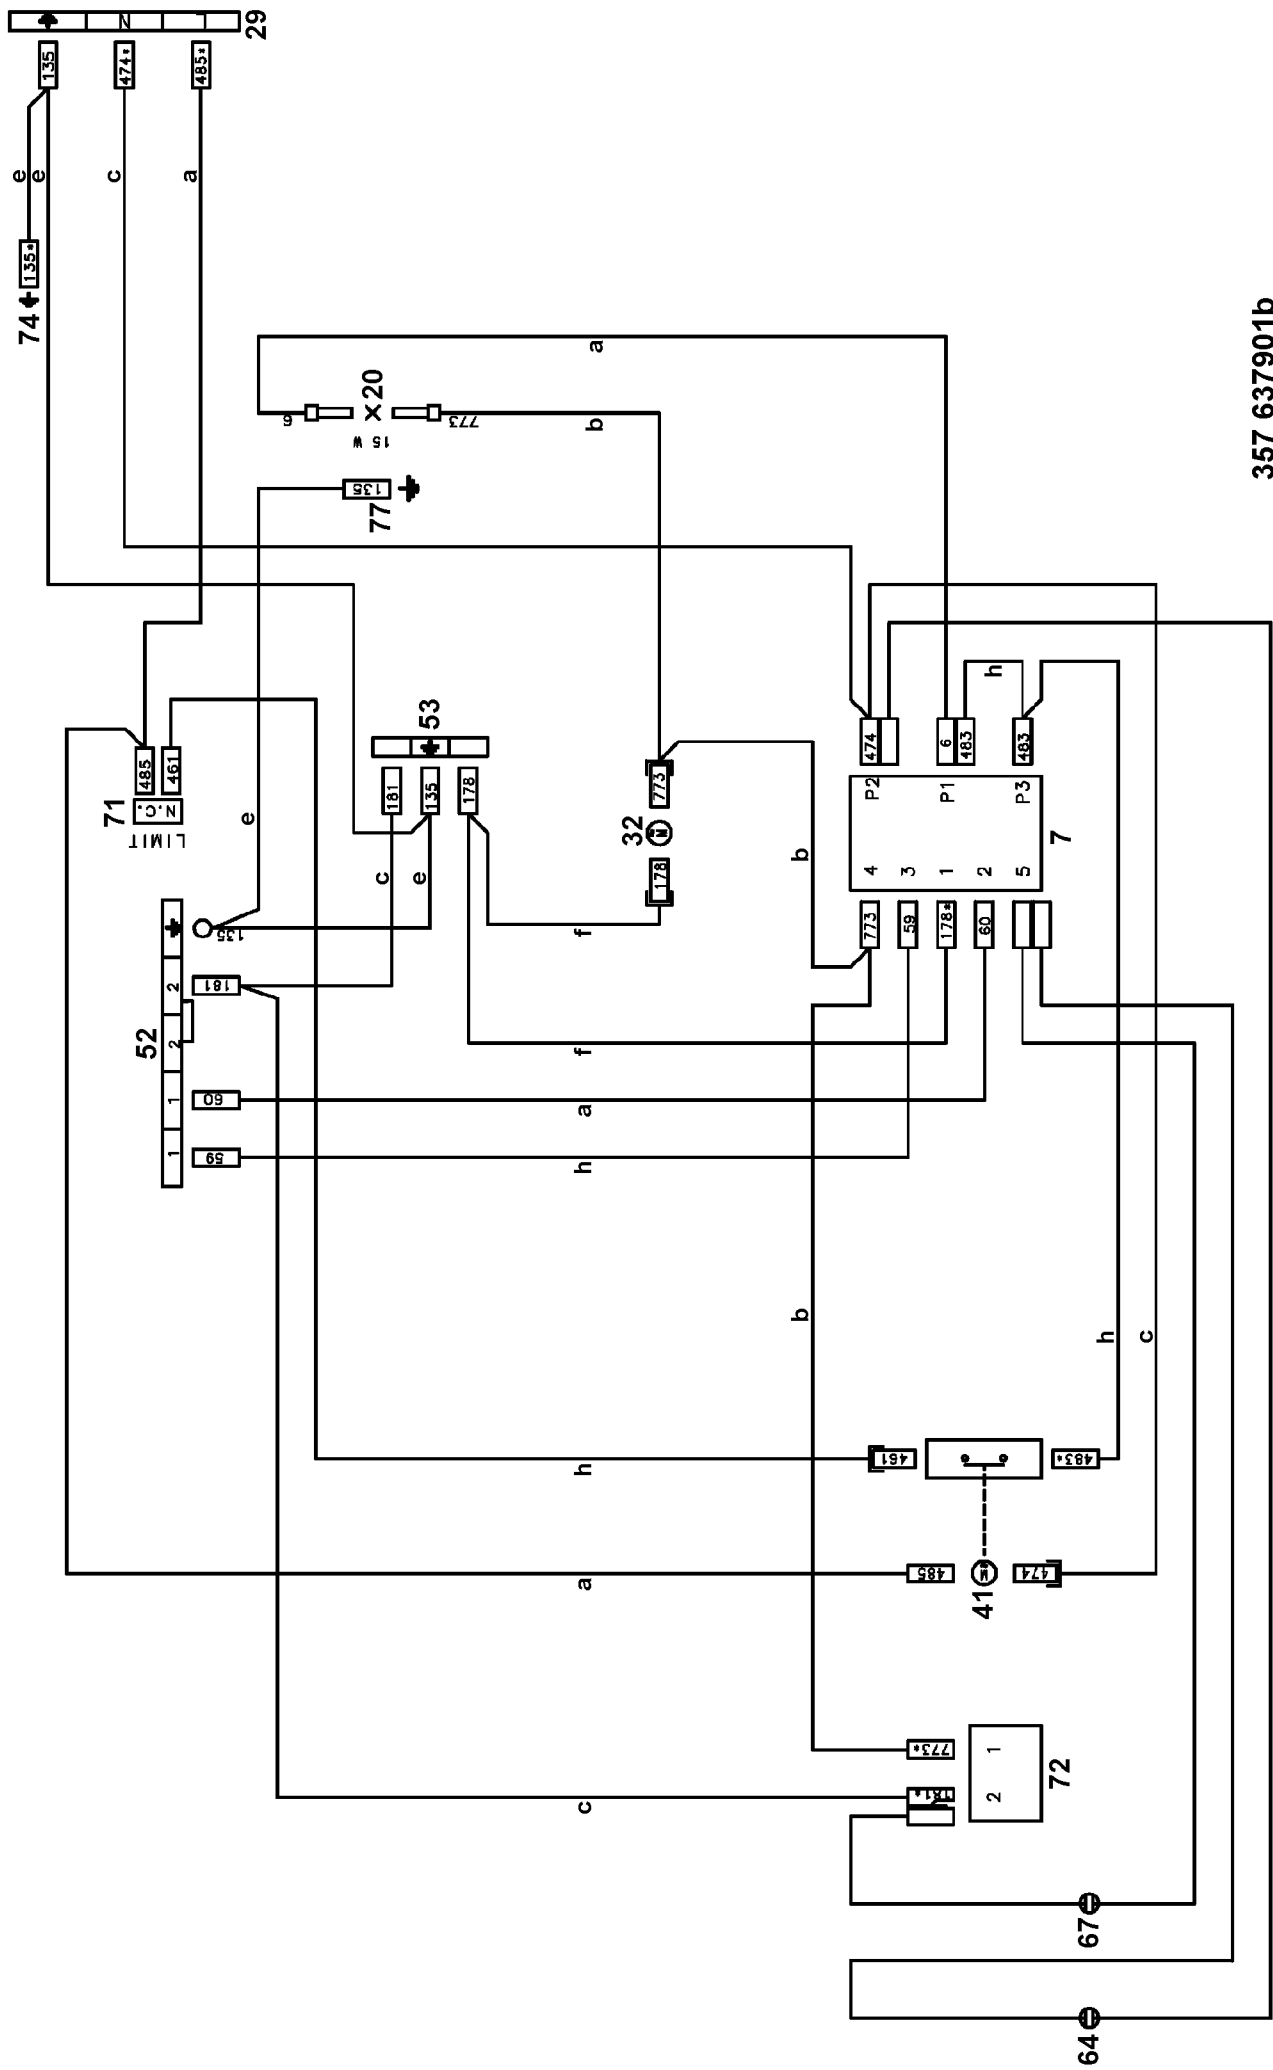 29
N
L
135
474*
485*
e
e
c
a
74
135*
a
6
20
15 W
773
b
135
77
357 637901b
h
53
485
461
71
N.C.
LIMIT
e
181
135
178
c
e
773
32
M
178
f
b
474
6
483
483
P2
P1
P3
7
4
3
1
2
5
773
59
178*
60
135
2
181
52
2
1
60
1
59
f
a
h
b
h
c
h
461
483*
a
485
M
474
41
773*
1
181*
2
72
c
67
64